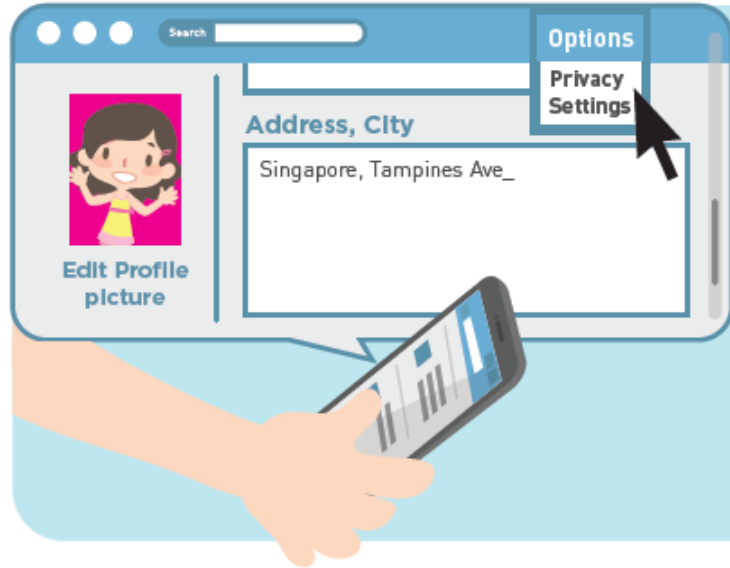 Search
Options
Privacy
Settings
Address, City
Singapore, Tampines Ave_
Edit Profile
picture